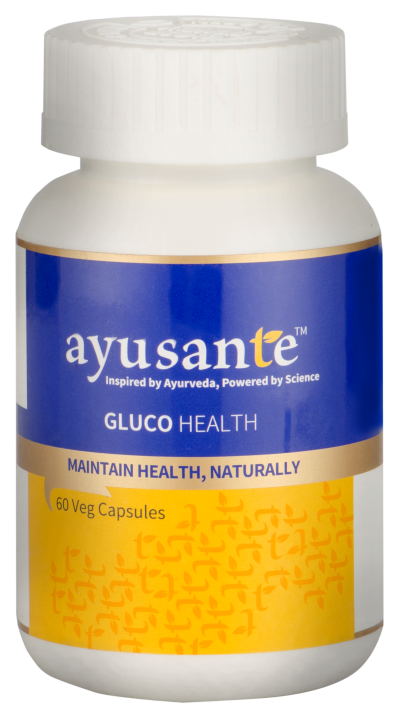 ayusante™
Inspired by Ayurveda, Powered by Science
GLUCO HEALTH
MAINTAIN HEALTH, NATURALLY
60 Veg Capsules